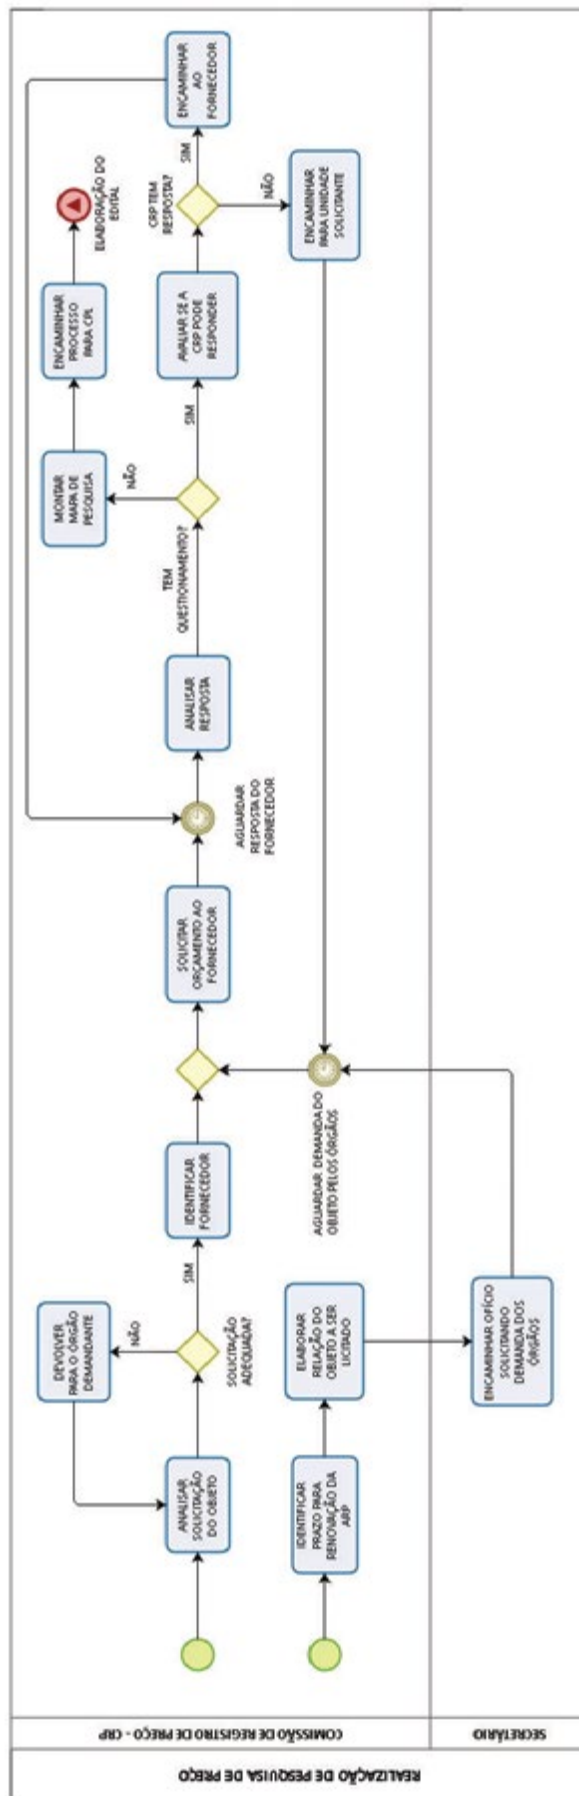 REALIZAÇÃO DE PESQUISA DE PREÇO
COMISSÃO DE REGISTRO DE PREÇO - CRP
SECRETÁRIO
ANALISAR
SOLICITAÇÃO
DO OBJETO
DEVOLVER
PARA O ÓRGÃO
DEMANDANTE
NÃO
SOLICITAÇÃO
ADEQUADA?
SIM
IDENTIFICAR
FORNECEDOR
SOLICITAR
ORÇAMENTO AO
FORNECEDOR
AGUARDAR
RESPOSTA DO
FORNECEDOR
ANALISAR
RESPOSTA
TEM
QUESTIONAMENTO?
NÃO
MONTAR
MAPA DE
PESQUISA
ENCAMINHAR
PROCESSO
PARA CPL
ELABORAÇÃO DO
EDITAL
SIM
AVALIAR SE A
CRP PODE
RESPONDER
CRP TEM
RESPOSTA?
SIM
ENCAMINHAR
AO
FORNECEDOR
NÃO
ENCAMINHAR
PARA UNIDADE
SOLICITANTE
IDENTIFICAR
PRAZO PARA
RENOVAÇÃO DA
ARP
ELABORAR
RELAÇÃO DO
OBJETO A SER
LICITADO
AGUARDAR DEMANDA DO
OBJETO PELOS ÓRGÃOS
ENCAMINHAR OFÍCIO
SOLICITANDO
DEMANDA DOS
ÓRGÃOS